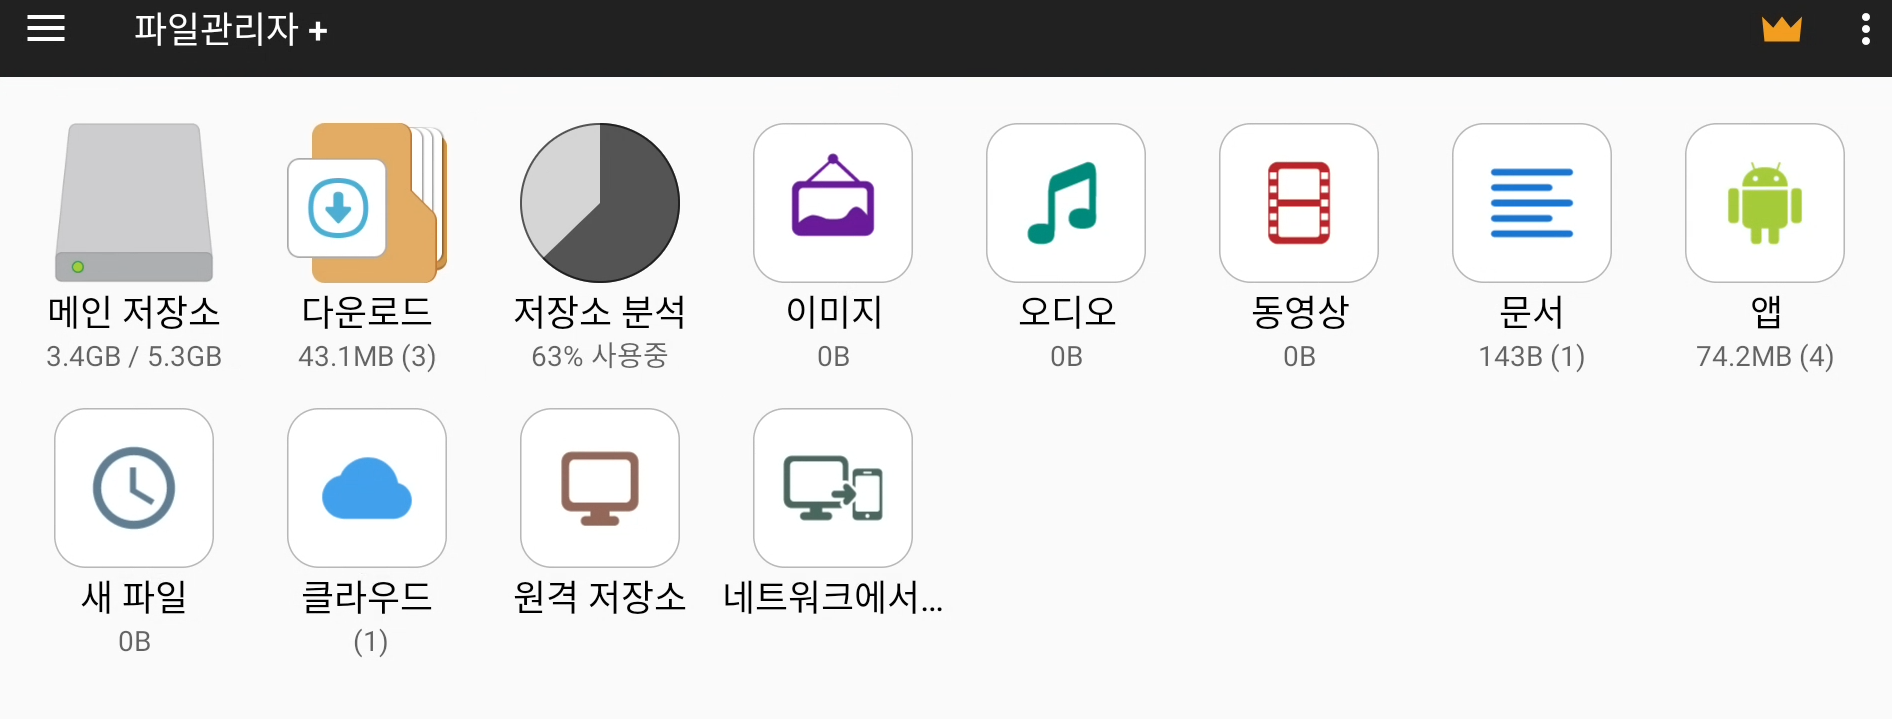 파일관리자 +
메인 저장소
3.4GB / 5.3GB
다운로드
43.1MB (3)
저장소 분석
63% 사용중
이미지
0B
오디오
0B
동영상
0B
문서
143B (1)
앱
74.2MB (4)
새 파일
0B
클라우드
(1)
원격 저장소
네트워크에서...